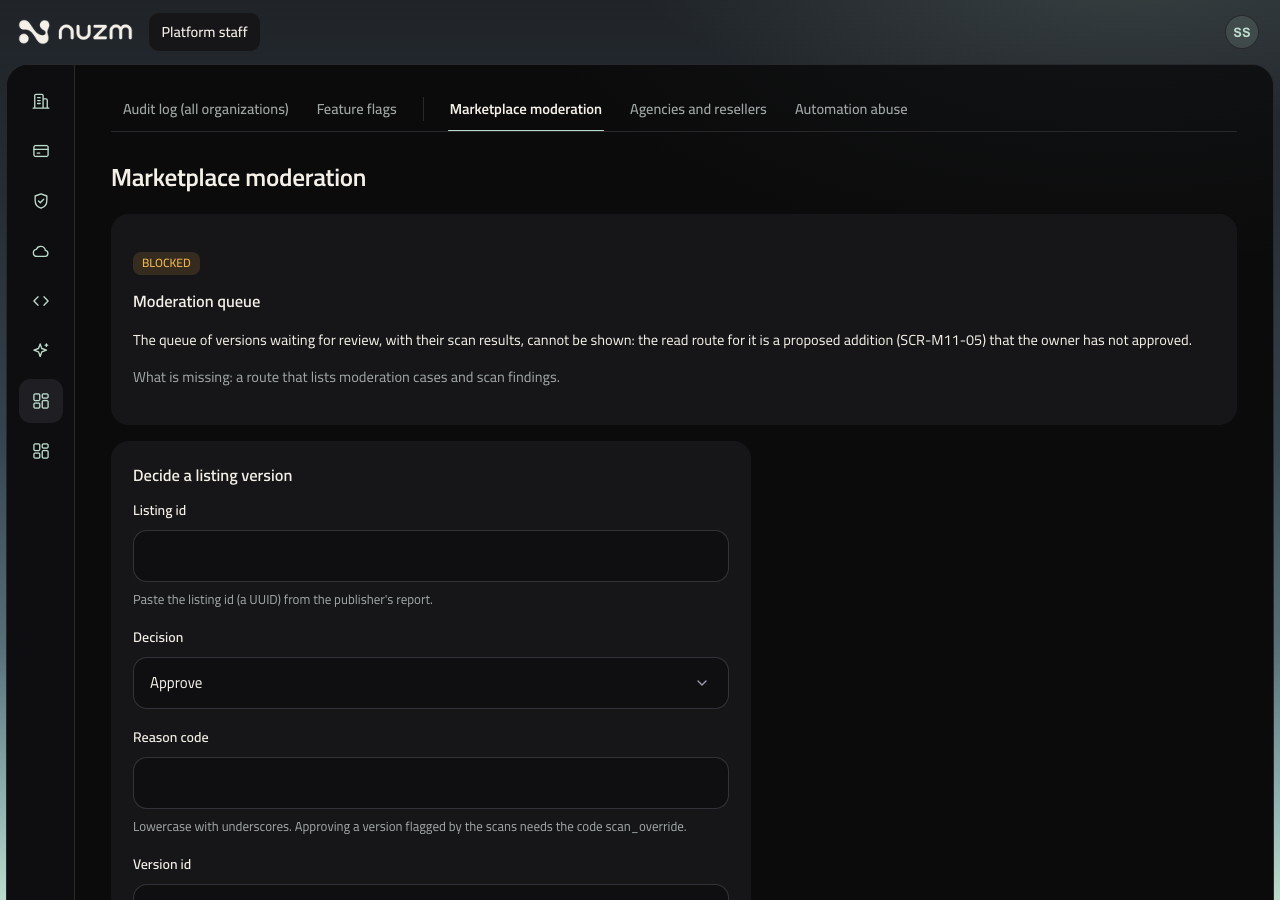 nuzm
Platform staff
SS
Audit log (all organizations)
Feature flags
Marketplace moderation
Agencies and resellers
Automation abuse
Marketplace moderation
BLOCKED
Moderation queue
The queue of versions waiting for review, with their scan results, cannot be shown: the read route for it is a proposed addition (SCR-M11-05) that the owner has not approved.
What is missing: a route that lists moderation cases and scan findings.
Decide a listing version
Listing id
Paste the listing id (a UUID) from the publisher's report.
Decision
Approve
Reason code
Lowercase with underscores. Approving a version flagged by the scans needs the code scan_override.
Version id